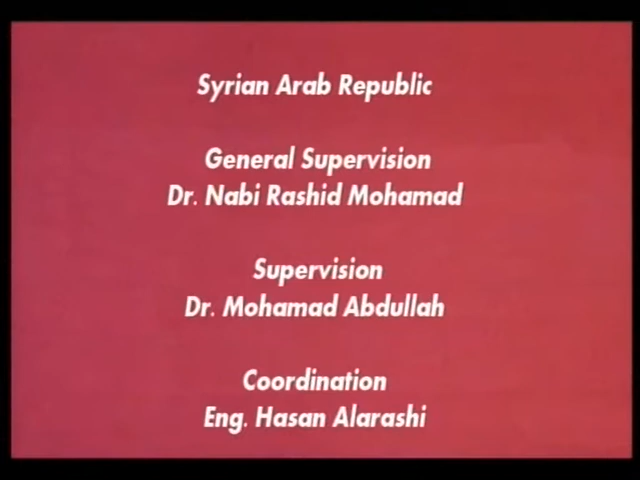 Syrian Arab Republic
General Supervision
Dr. Nabi Rashid Mohamad
Supervision
Dr. Mohamad Abdullah
Coordination
Eng. Hasan Alarashi